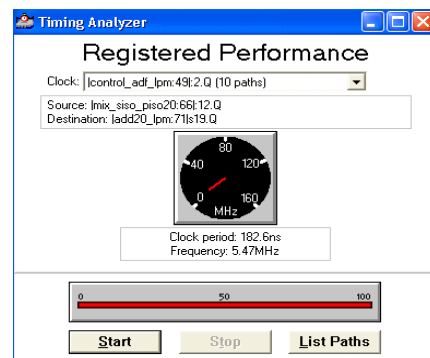 Timing Analyzer
Registered Performance
Clock: |control_adf_lpm:49|:2.Q (10 paths)
Source: |mix_siso_piso20:66|:12.Q
Destination: |add20_lpm:71|s19.Q
80
40 120
0 160
MHz
Clock period: 182.6ns
Frequency: 5.47MHz
0 50 100
Start Stop List Paths